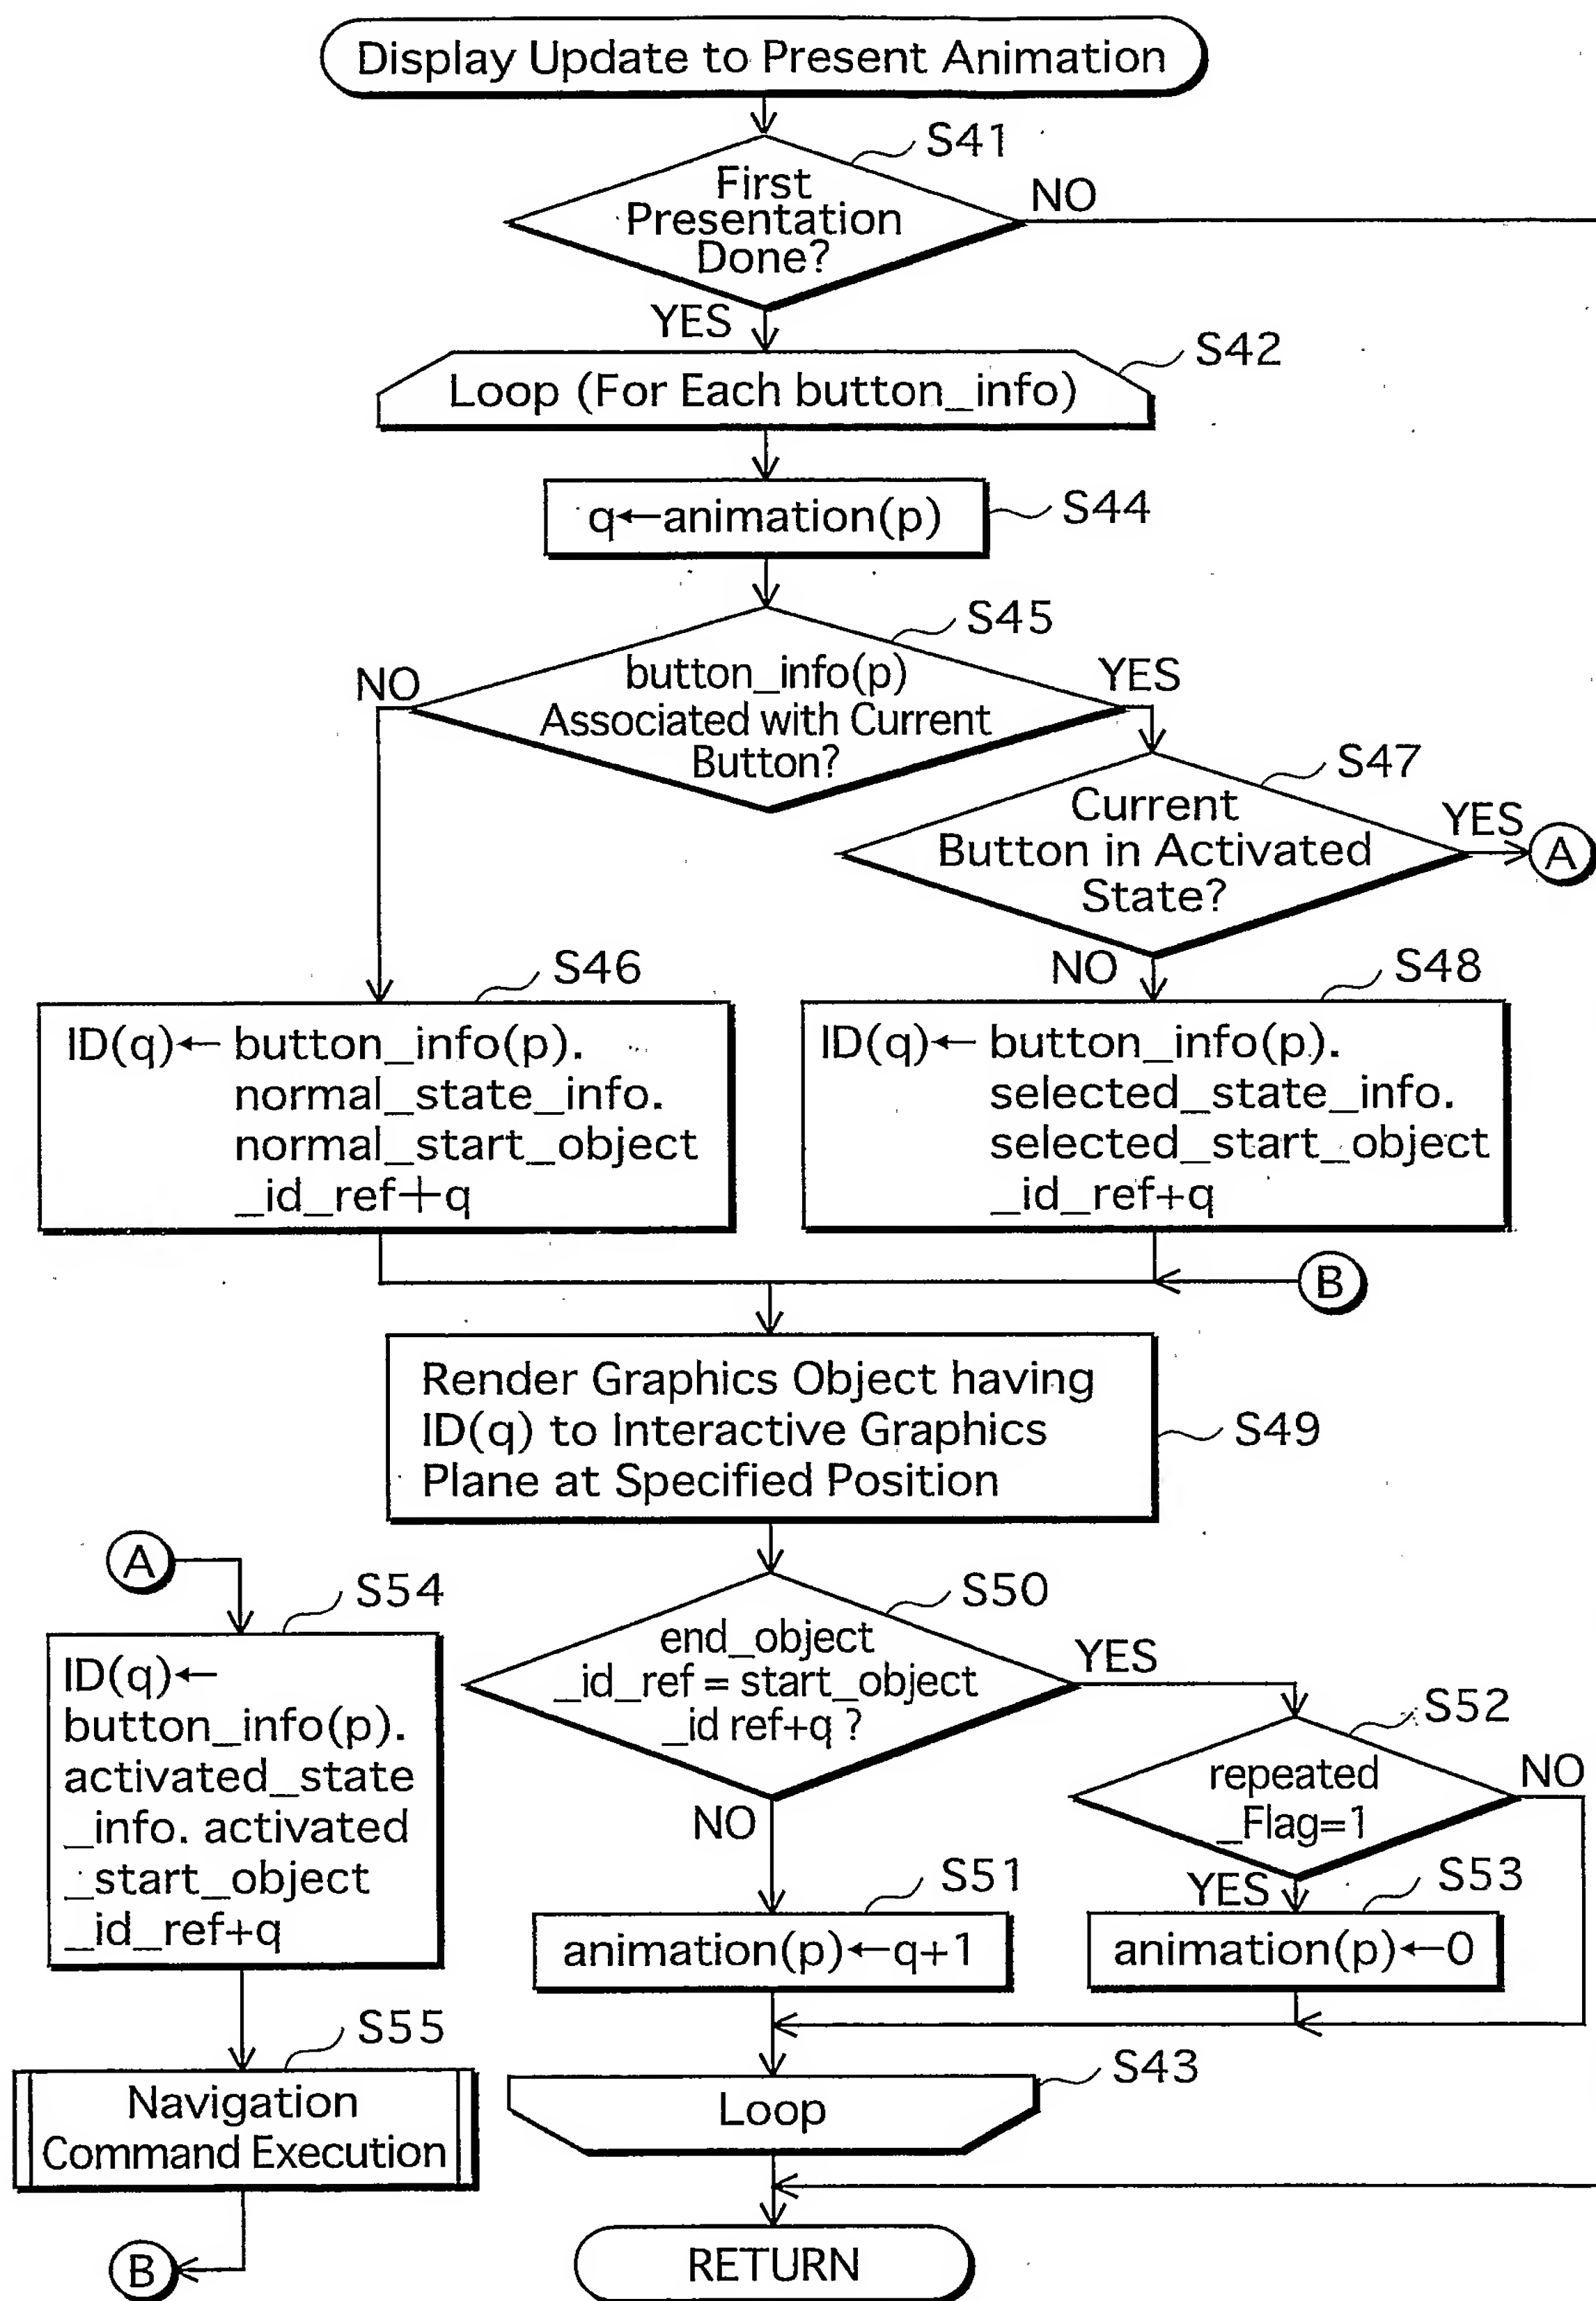 Display Update to Present Animation
S41
First
Presentation
Done?
NO
YES
S42
Loop (For Each button_info)
q←animation(p)
S44
S45
button_info(p)
Associated with Current
Button?
NO
YES
S47
Current
Button in Activated
State?
YES
A
NO
S46
ID(q)← button_info(p).
normal_state_info.
normal_start_object
_id_ref+q
S48
ID(q)← button_info(p).
selected_state_info.
selected_start_object
_id_ref+q
B
Render Graphics Object having
ID(q) to Interactive Graphics
Plane at Specified Position
S49
A
S54
ID(q)←
button_info(p).
activated_state
_info. activated
_start_object
_id_ref+q
S50
end_object
_id_ref = start_object
_id ref+q ?
YES
NO
S52
repeated
_Flag=1
NO
YES
S51
animation(p)←q+1
S53
animation(p)←0
S55
Navigation
Command Execution
S43
Loop
B
RETURN